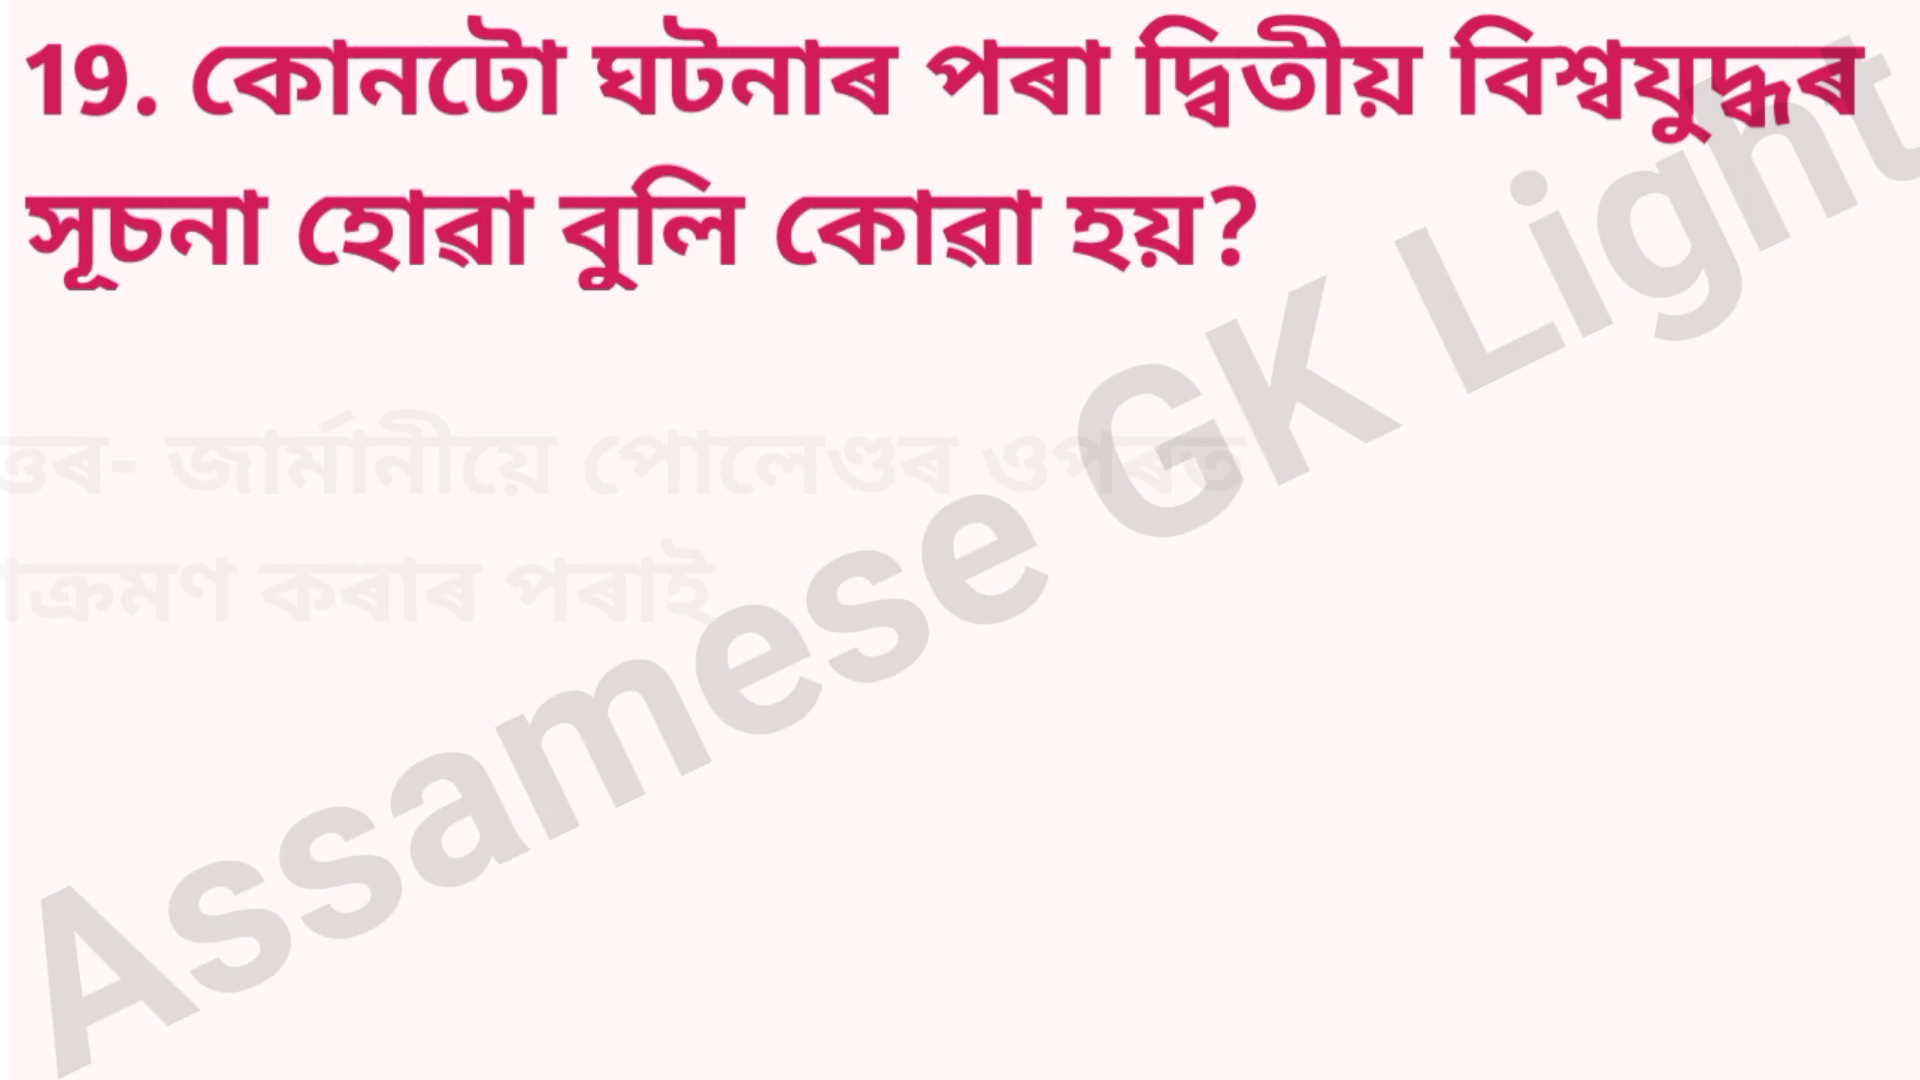 19. কোনটো ঘটনাৰ পৰা দ্বিতীয় বিশ্বযুদ্ধৰ
সূচনা হোৱা বুলি কোৱা হয়?
ত্তৰ- জাৰ্মানীয়ে পোলেণ্ডৰ ওপৰত
াক্ৰমণ কৰাৰ পৰাই
Assamese GK Light